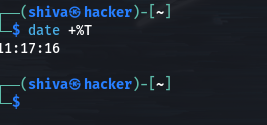 ┌──(shiva㉿hacker)-[~]
└─$ date +%T
11:17:16
┌──(shiva㉿hacker)-[~]
└─$